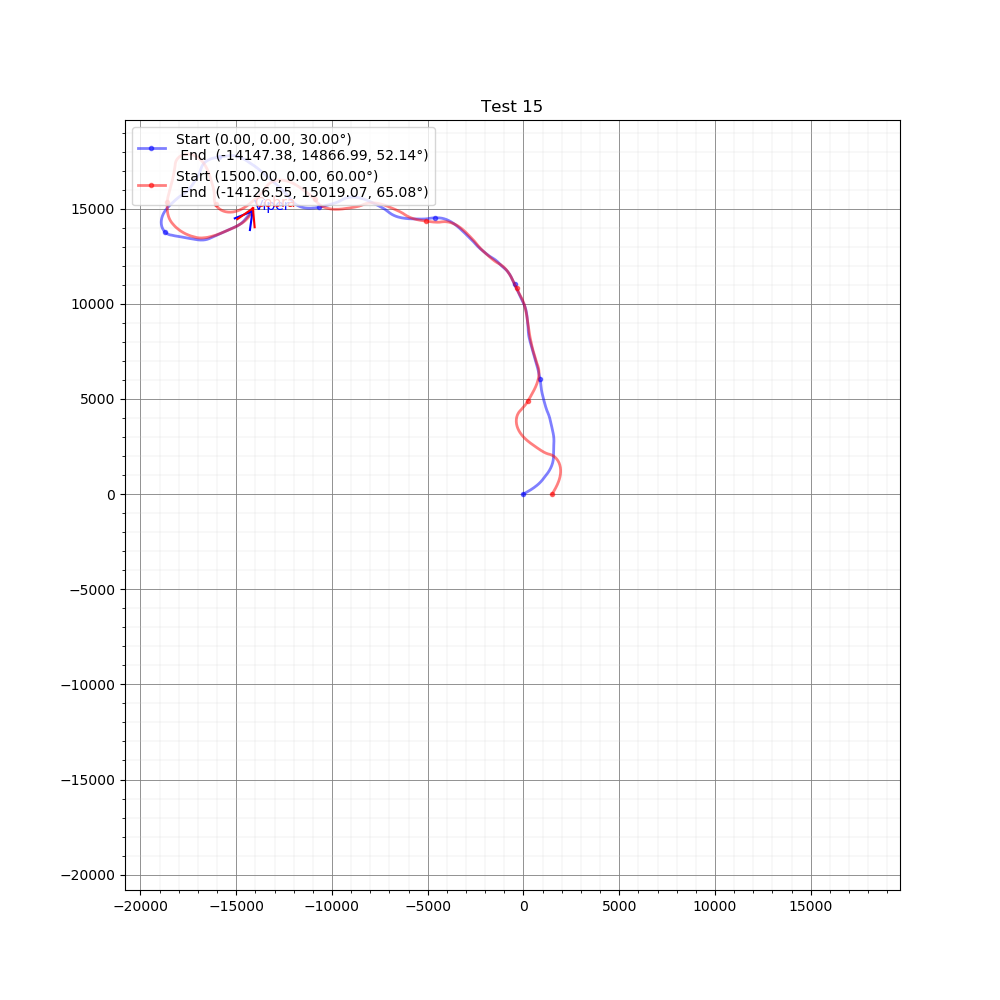 Test 15
Start (0.00, 0.00, 30.00°)
End (-14147.38, 14866.99, 52.14°)
Start (1500.00, 0.00, 60.00°)
End (-14126.55, 15019.07, 65.08°)
15000
10000
5000
0
−5000
−10000
−15000
−20000
−20000 −15000 −10000 −5000 0 5000 10000 15000